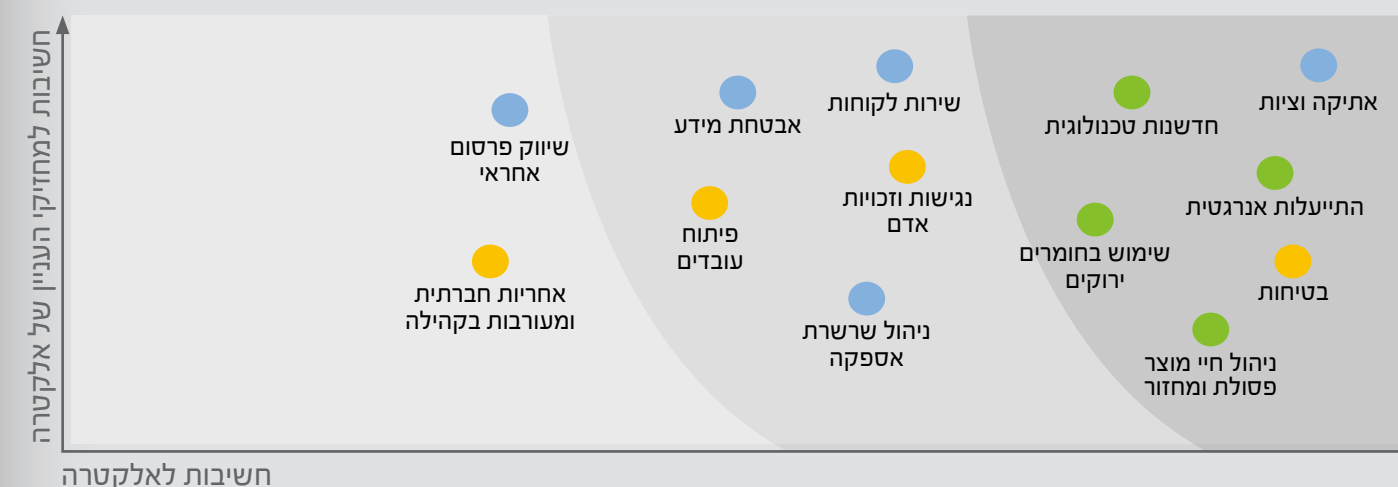 חשיבות למחזיקי העניין של אלקטרה
אתיקה וציות
חדשנות טכנולוגית
שירות לקוחות
אבטחת מידע
שיווק פרסום
אחראי
התייעלות אנרגטית
נגישות וזכויות
אדם
שימוש בחומרים
ירוקים
פיתוח
עובדים
בטיחות
אחריות חברתית
ומעורבות בקהילה
ניהול שרשרת
אספקה
ניהול חיי מוצר
פסולת ומחזור
חשיבות לאלקטרה